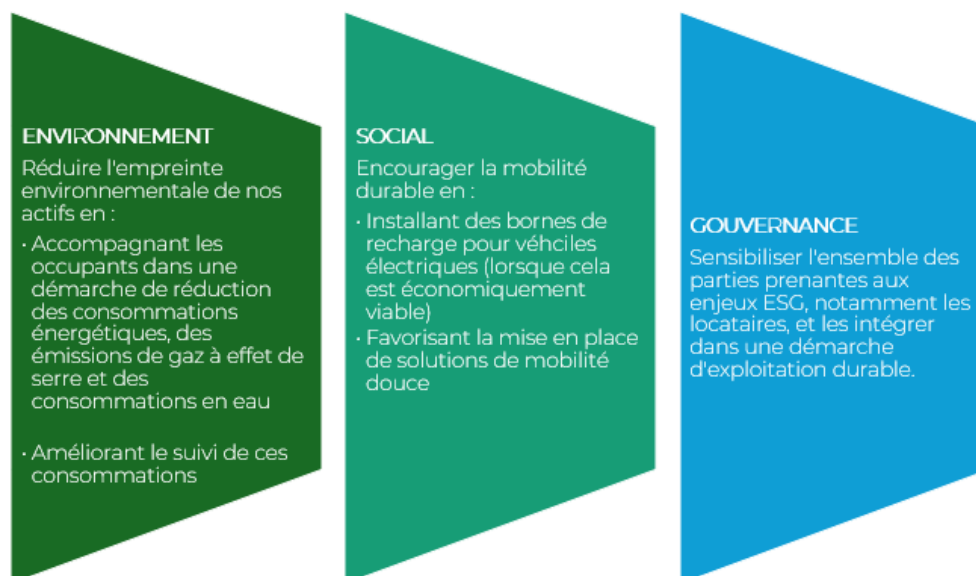 ENVIRONNEMENT
Réduire l'empreinte
environnementale de nos
actifs en :
· Accompagnant les
occupants dans une
démarche de réduction
des consommations
énergétiques, des
émissions de gaz à effet de
serre et des
consommations en eau
· Améliorant le suivi de ces
consommations
SOCIAL
Encourager la mobilité
durable en :
· Installant des bornes de
recharge pour véhciles
électriques (lorsque cela
est économiquement
viable)
· Favorisant la mise en place
de solutions de mobilité
douce
GOUVERNANCE
Sensibiliser l'ensemble des
parties prenantes aux
enjeux ESG, notamment les
locataires, et les intégrer
dans une démarche
d'exploitation durable.